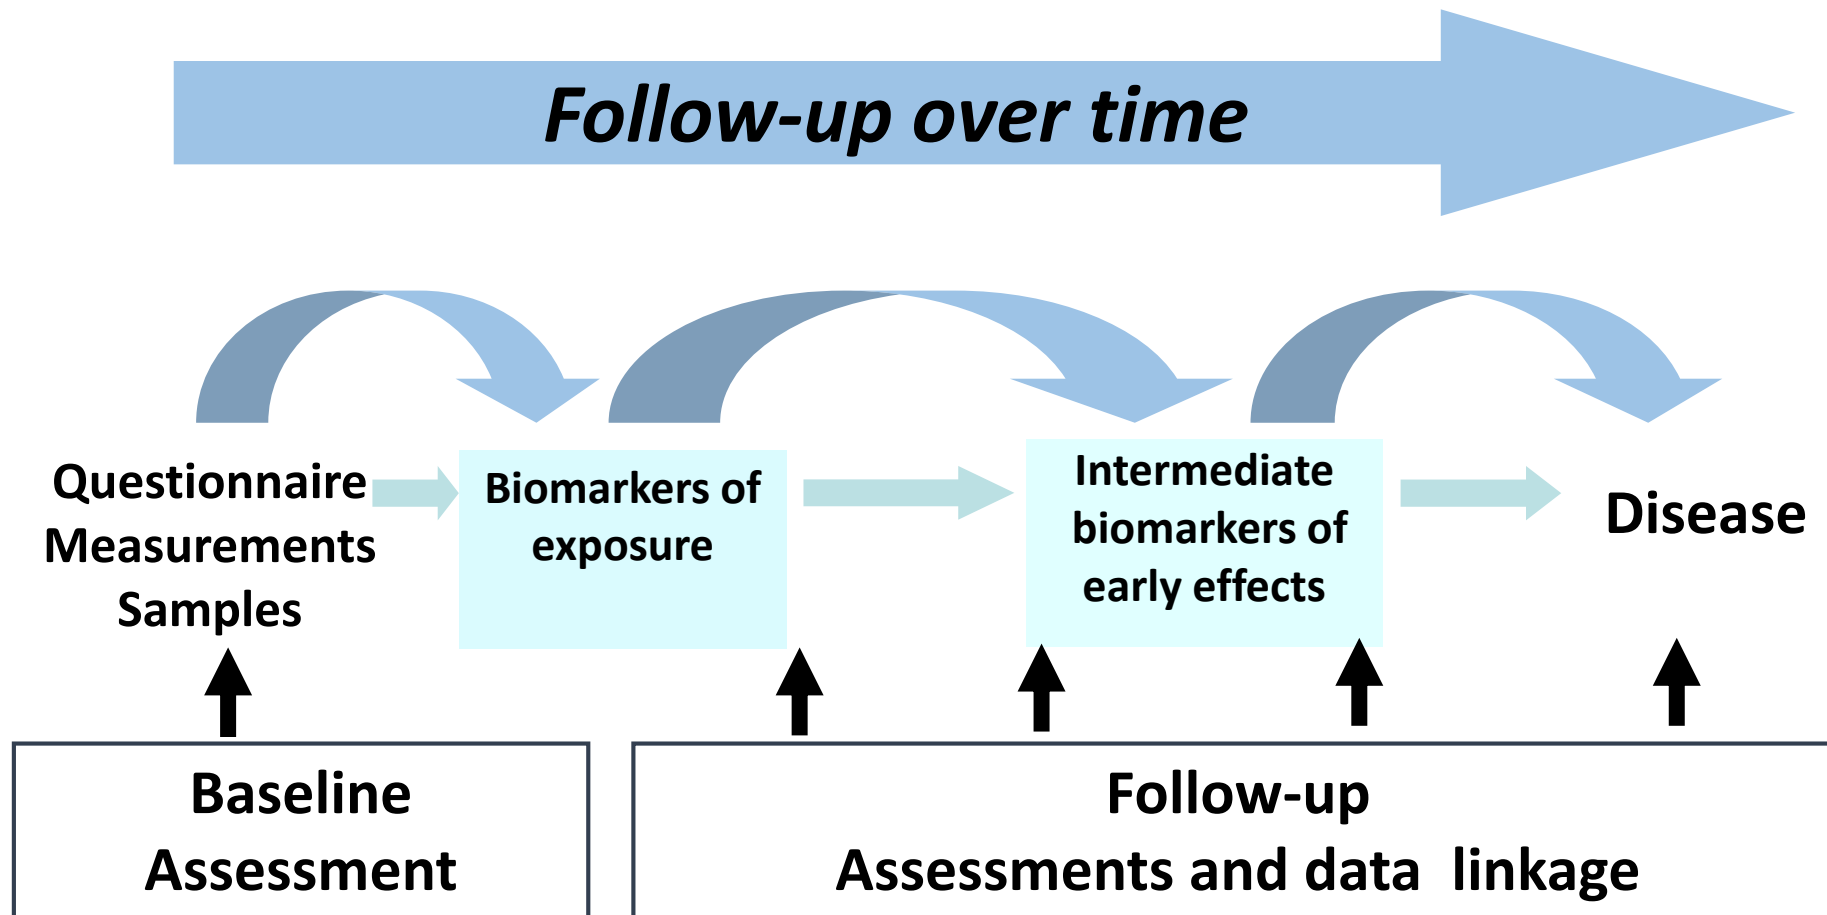 Follow-up over time
Questionnaire
Measurements
Samples
Biomarkers of
exposure
Intermediate
biomarkers of
early effects
Disease
Baseline
Assessment
Follow-up
Assessments and data  linkage